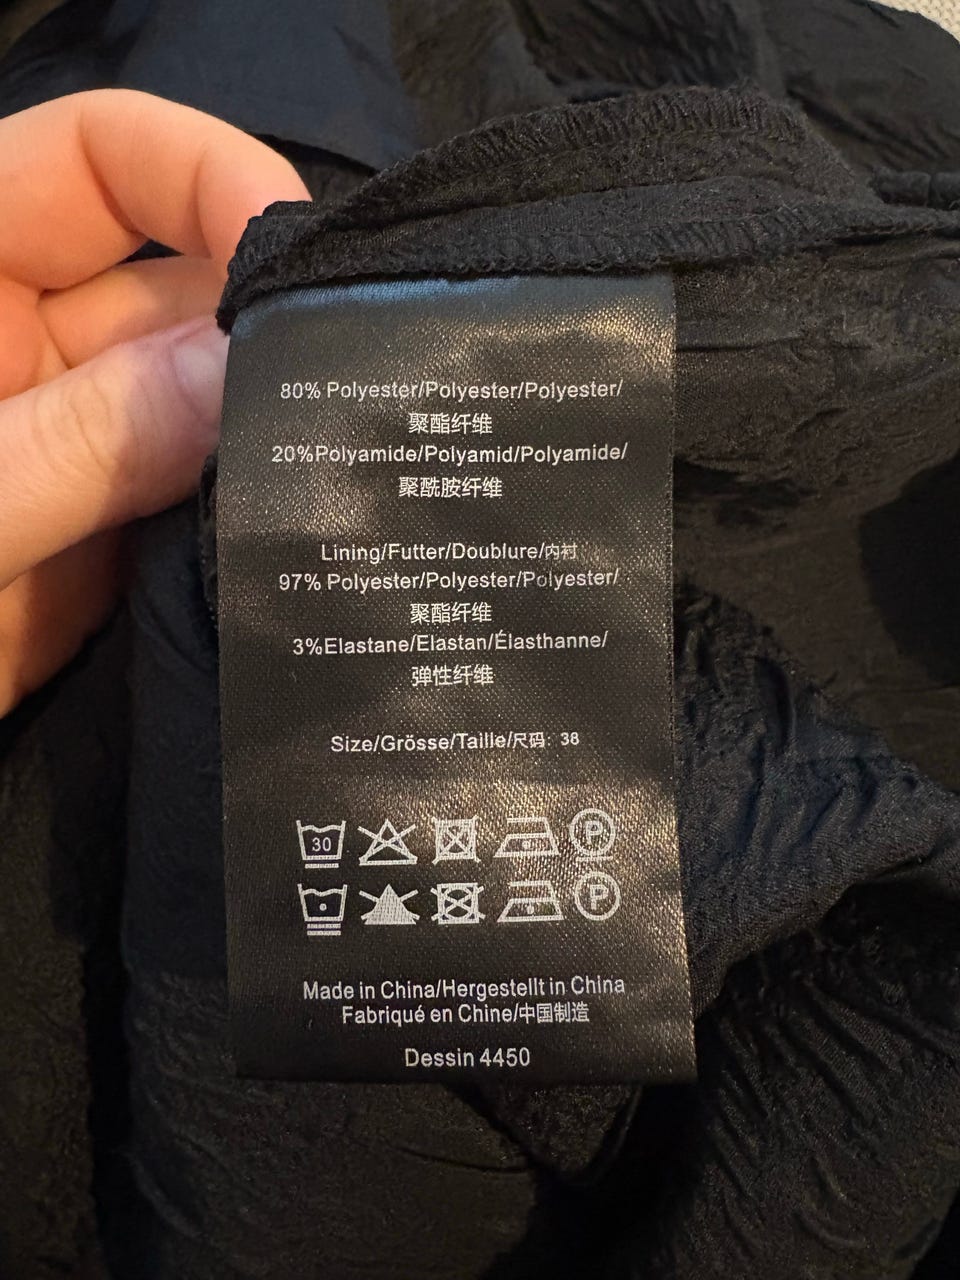 80% Polyester/Polyester/Polyester/
聚酯纤维
20%Polyamide/Polyamid/Polyamide/
聚酰胺纤维
Lining/Futter/Doublure/内衬
97% Polyester/Polyester/Polyester/
聚酯纤维
3%Elastane/Elastan/Élasthanne/
弹性纤维
Size/Grösse/Taille/尺码: 38
30 P
P
Made in China/Hergestellt in China
Fabriqué en Chine/中国制造
Dessin 4450